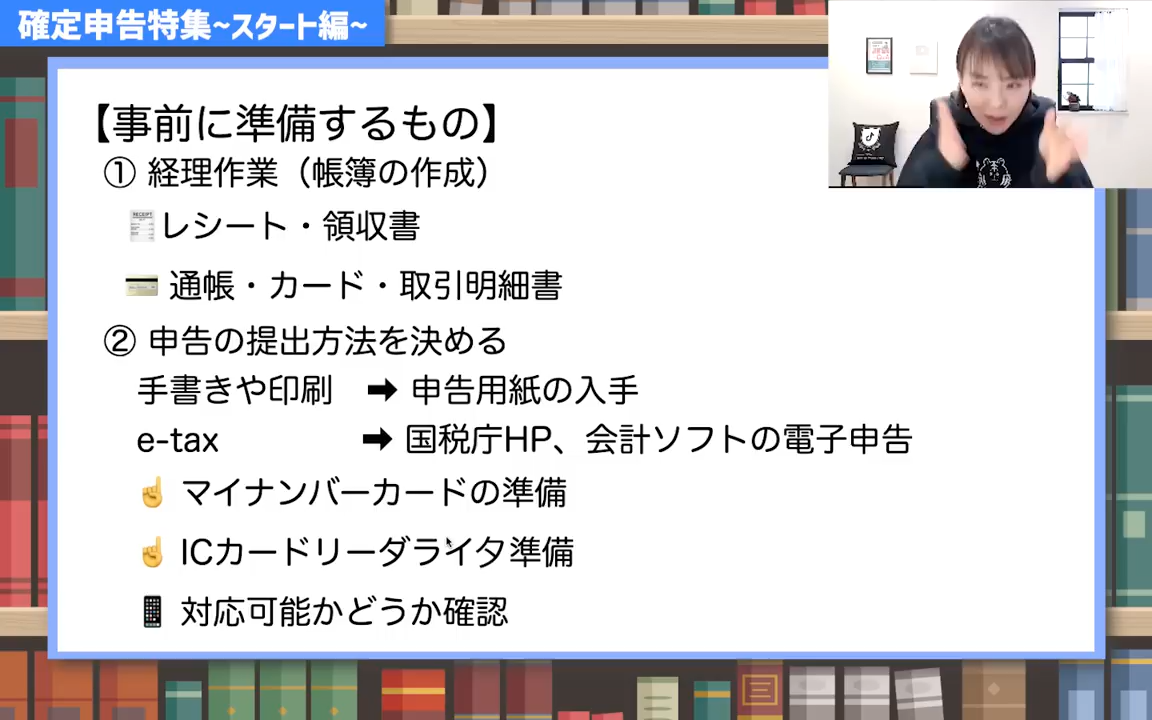 確定申告特集~スタート編~
【事前に準備するもの】
① 経理作業（帳簿の作成）
RECEIPT
レシート・領収書
通帳・カード・取引明細書
② 申告の提出方法を決める
手書きや印刷 ➡ 申告用紙の入手
e-tax ➡ 国税庁HP、会計ソフトの電子申告
☝ マイナンバーカードの準備
☝ ICカードリーダライタ準備
📱 対応可能かどうか確認